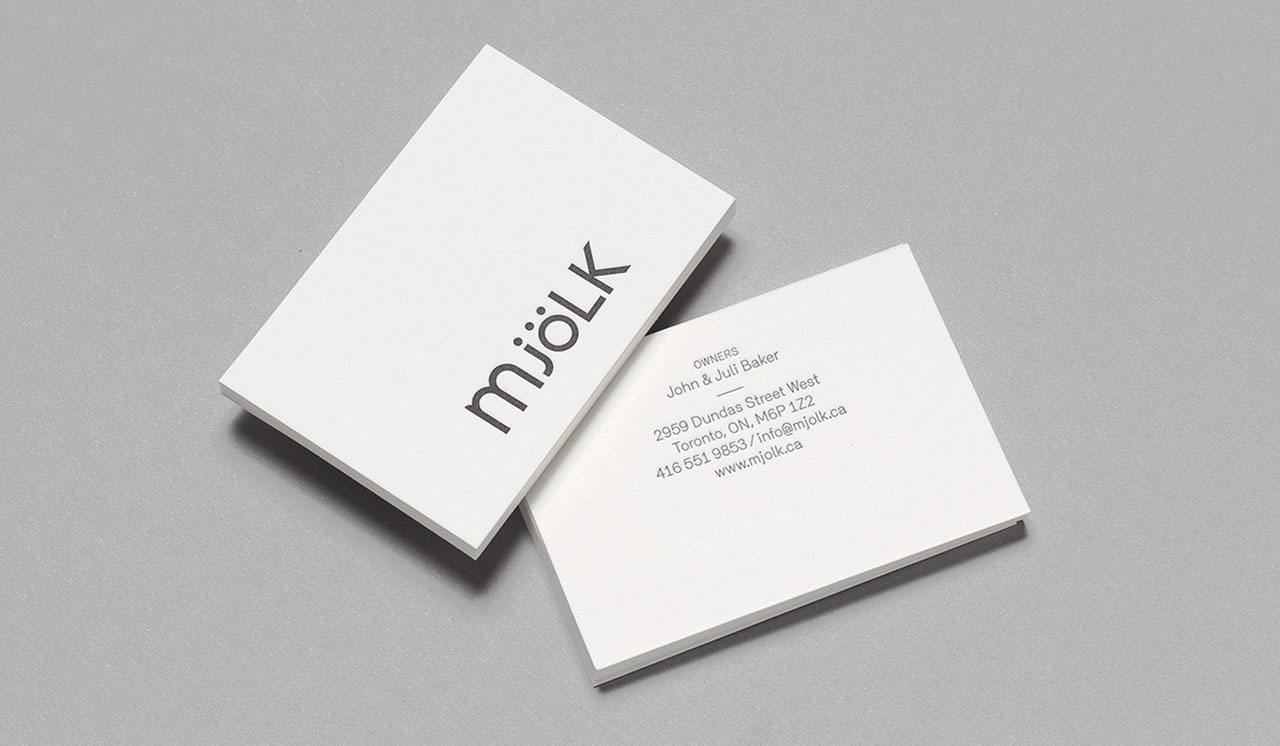 mjöLK
OWNERS
John & Juli Baker
2959 Dundas Street West
Toronto, ON, M6P 1Z2
416 551 9853 / info@mjolk.ca
www.mjolk.ca